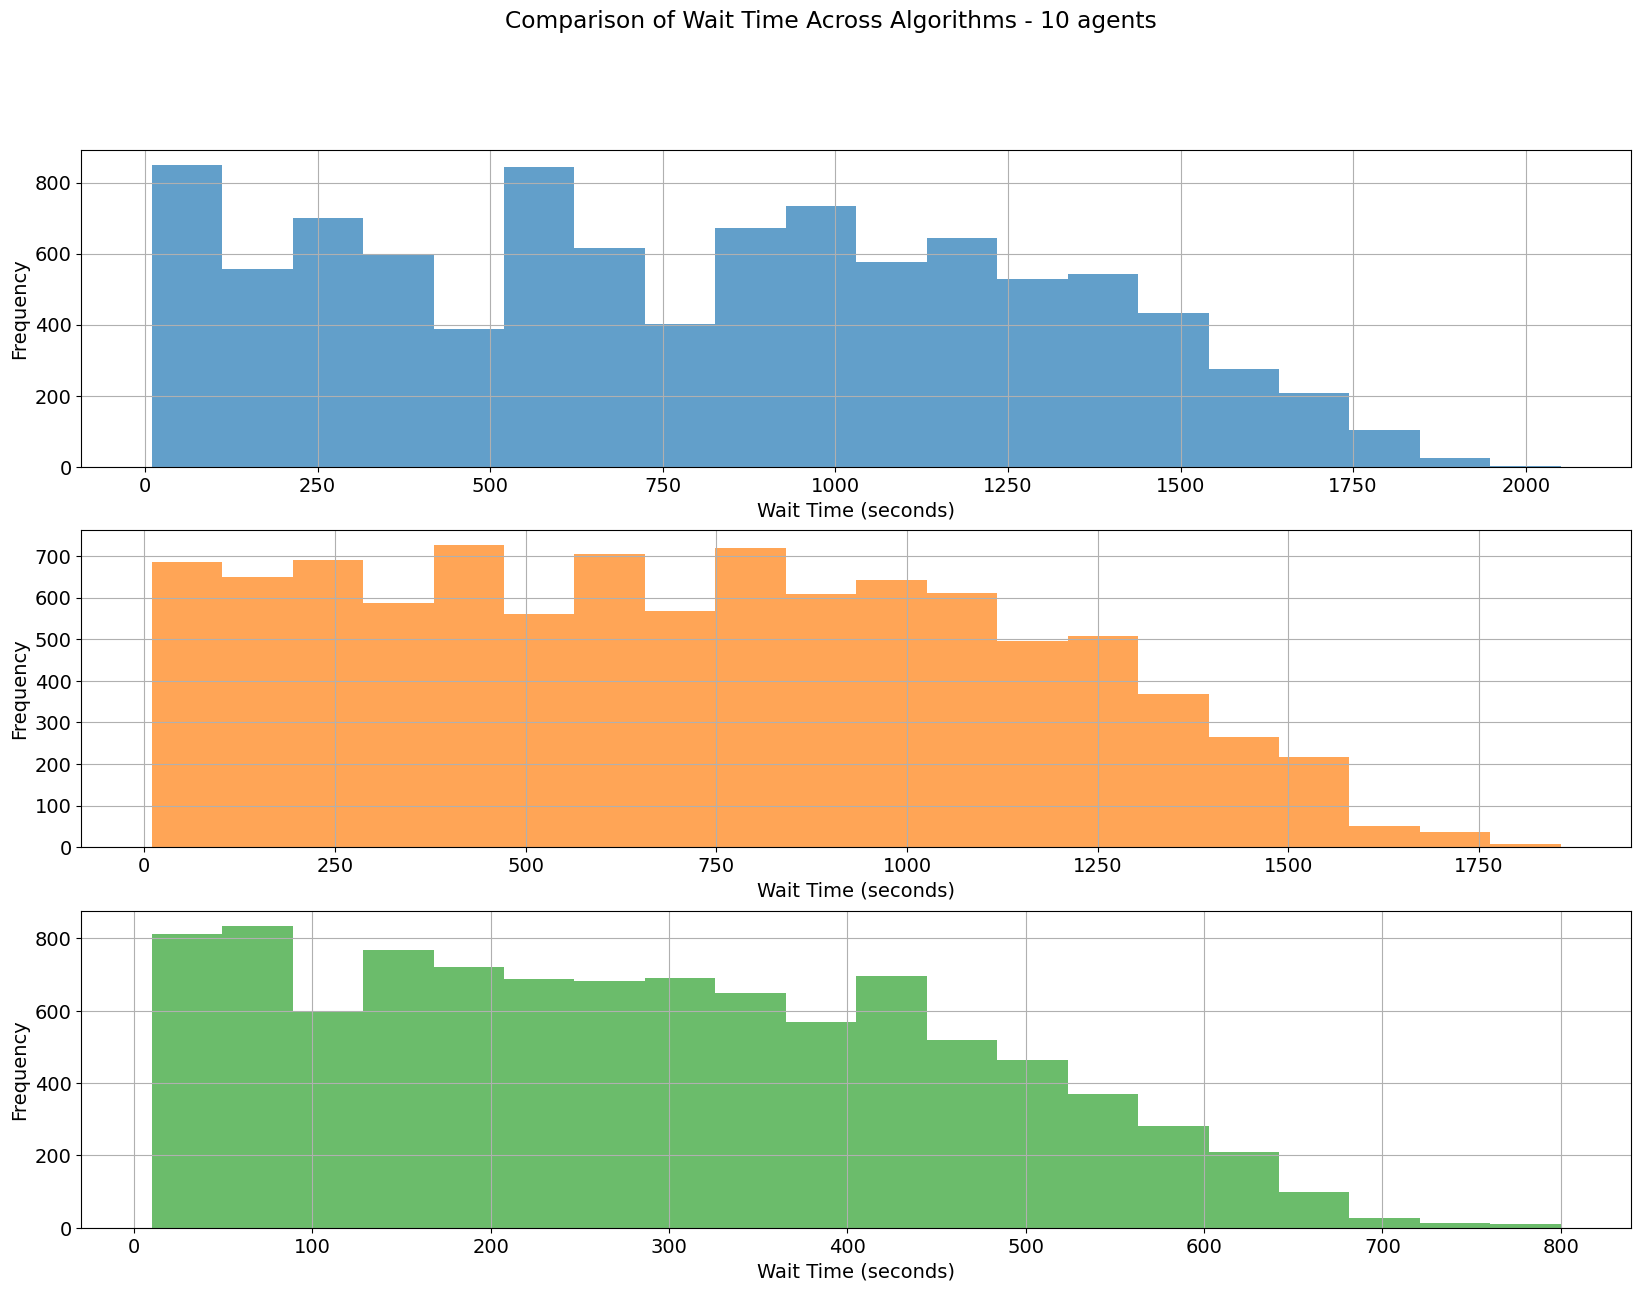 Comparison of Wait Time Across Algorithms - 10 agents
800
600
400
200
0
Frequency
0 250 500 750 1000 1250 1500 1750 2000
Wait Time (seconds)
700
600
500
400
300
200
100
0
Frequency
0 250 500 750 1000 1250 1500 1750
Wait Time (seconds)
800
600
400
200
0
Frequency
0 100 200 300 400 500 600 700 800
Wait Time (seconds)